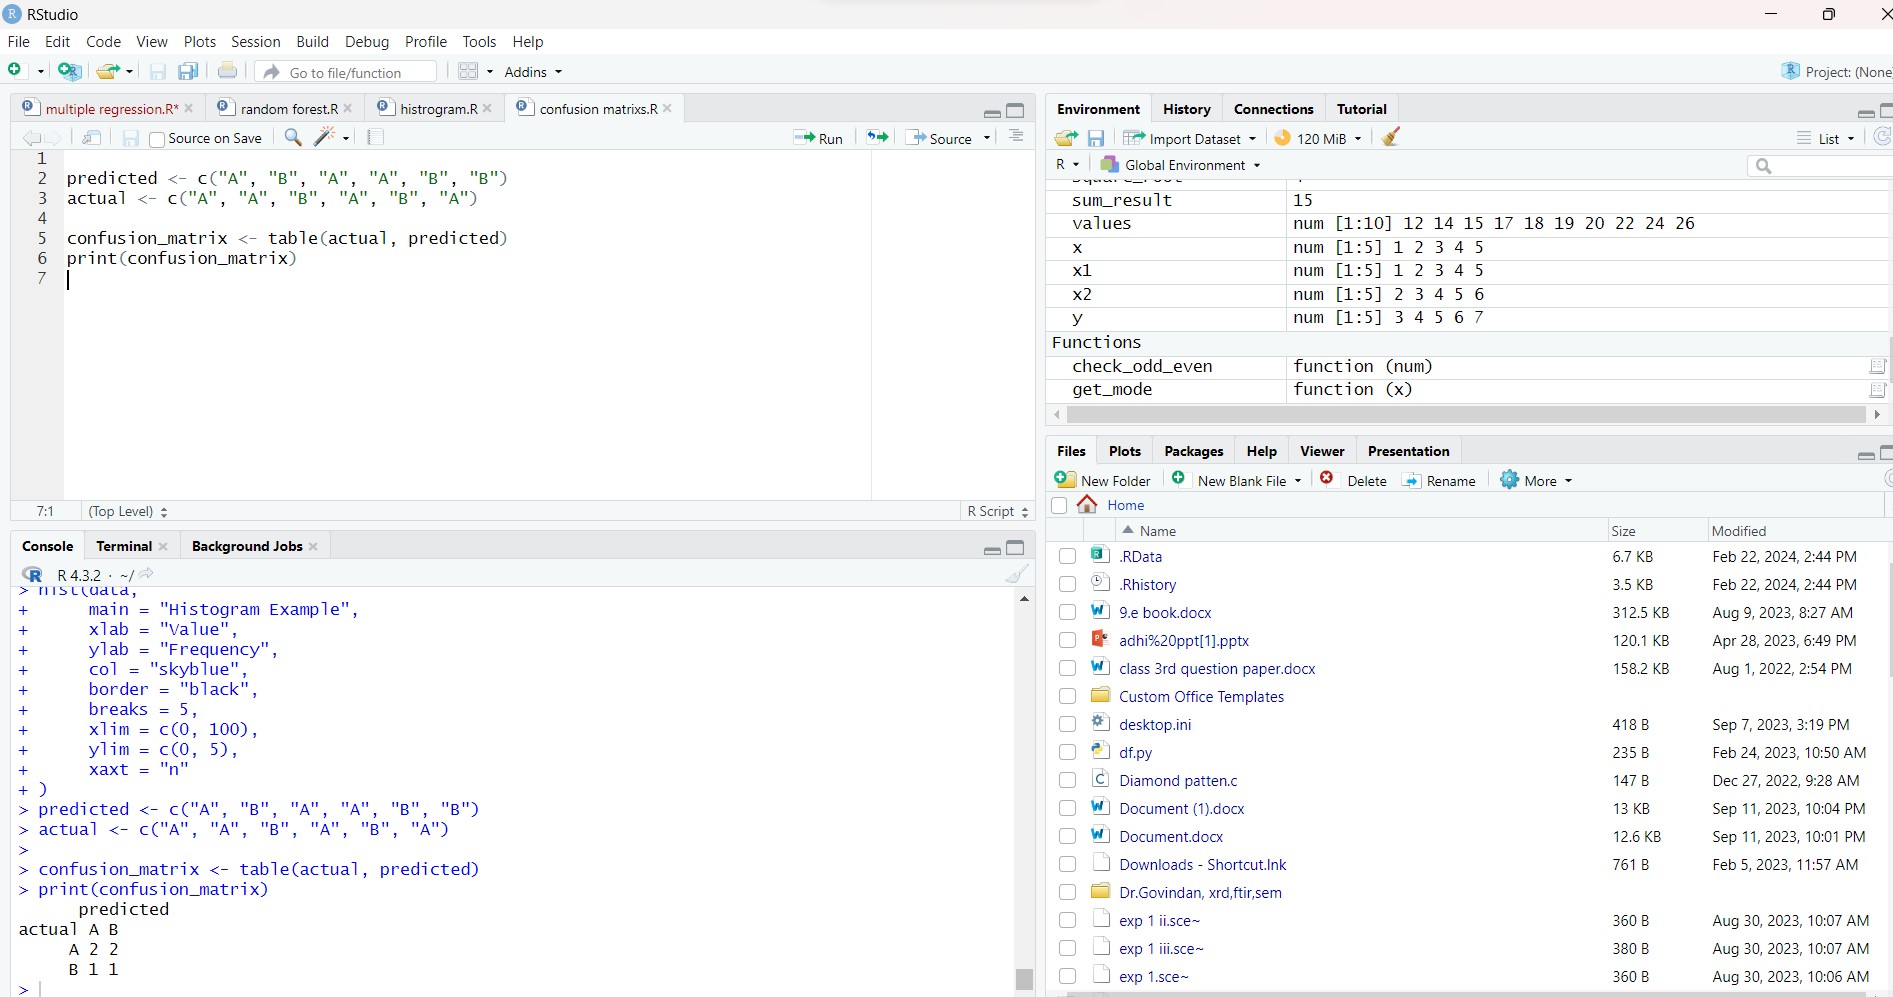 RStudio
File Edit Code View Plots Session Build Debug Profile Tools Help
Go to file/function Addins Project: (None
multiple regression.R* random forest.R histrogram.R confusion matrixs.R
Source on Save Run Source
1
2 predicted <- c("A", "B", "A", "A", "B", "B")
3 actual <- c("A", "A", "B", "A", "B", "A")
4
5 confusion_matrix <- table(actual, predicted)
6 print(confusion_matrix)
7
7:1 (Top Level) R Script
Console Terminal Background Jobs
R 4.3.2 · ~/
> hist(data,
+ main = "Histogram Example",
+ xlab = "Value",
+ ylab = "Frequency",
+ col = "skyblue",
+ border = "black",
+ breaks = 5,
+ xlim = c(0, 100),
+ ylim = c(0, 5),
+ xaxt = "n"
+ )
> predicted <- c("A", "B", "A", "A", "B", "B")
> actual <- c("A", "A", "B", "A", "B", "A")
>
> confusion_matrix <- table(actual, predicted)
> print(confusion_matrix)
predicted
actual A B
A 2 2
B 1 1
>
Environment History Connections Tutorial
Import Dataset 120 MiB List
R Global Environment
sum_result 15
values num [1:10] 12 14 15 17 18 19 20 22 24 26
x num [1:5] 1 2 3 4 5
x1 num [1:5] 1 2 3 4 5
x2 num [1:5] 2 3 4 5 6
y num [1:5] 3 4 5 6 7
Functions
check_odd_even function (num)
get_mode function (x)
Files Plots Packages Help Viewer Presentation
New Folder New Blank File Delete Rename More
Home
Name Size Modified
.RData 6.7 KB Feb 22, 2024, 2:44 PM
.Rhistory 3.5 KB Feb 22, 2024, 2:44 PM
9.e book.docx 312.5 KB Aug 9, 2023, 8:27 AM
adhi%20ppt[1].pptx 120.1 KB Apr 28, 2023, 6:49 PM
class 3rd question paper.docx 158.2 KB Aug 1, 2022, 2:54 PM
Custom Office Templates
desktop.ini 418 B Sep 7, 2023, 3:19 PM
df.py 235 B Feb 24, 2023, 10:50 AM
Diamond patten.c 147 B Dec 27, 2022, 9:28 AM
Document (1).docx 13 KB Sep 11, 2023, 10:04 PM
Document.docx 12.6 KB Sep 11, 2023, 10:01 PM
Downloads - Shortcut.lnk 761 B Feb 5, 2023, 11:57 AM
Dr.Govindan, xrd,ftir,sem
exp 1 ii.sce~ 360 B Aug 30, 2023, 10:07 AM
exp 1 iii.sce~ 380 B Aug 30, 2023, 10:07 AM
exp 1.sce~ 360 B Aug 30, 2023, 10:06 AM